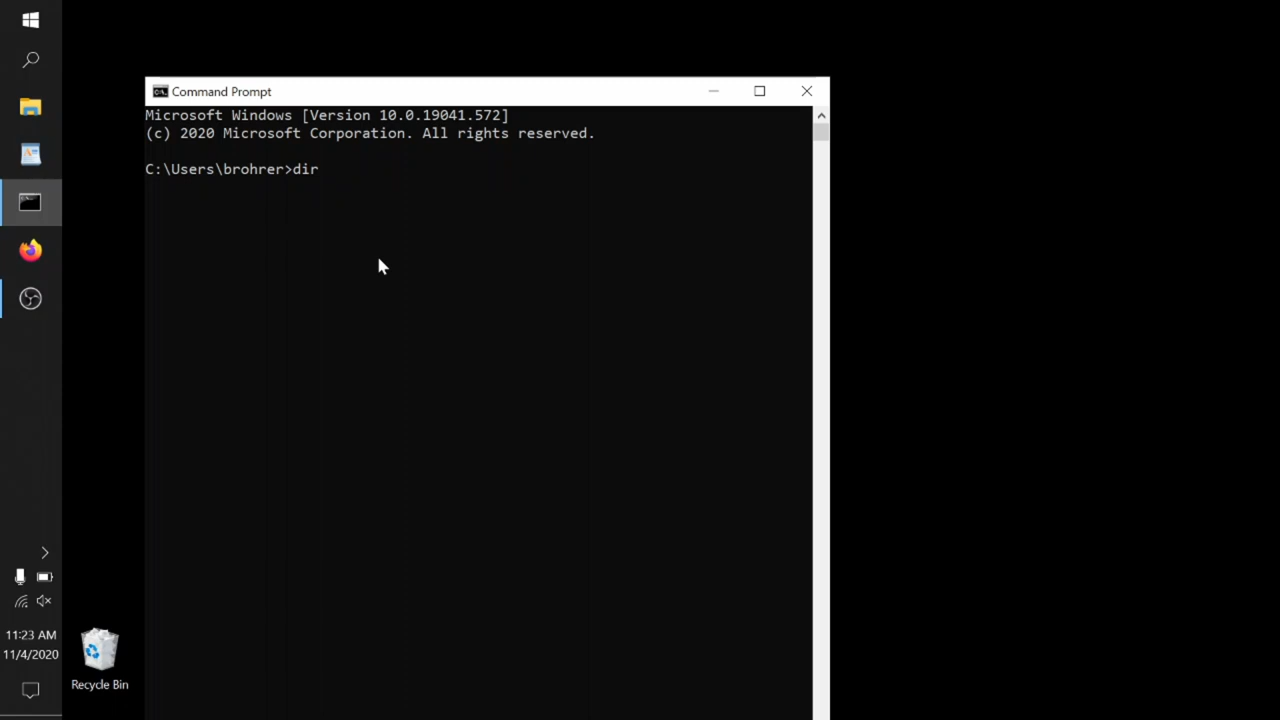 Command Prompt
Microsoft Windows [Version 10.0.19041.572]
(c) 2020 Microsoft Corporation. All rights reserved.
C:\Users\brohrer>dir
11:23 AM
11/4/2020
Recycle Bin